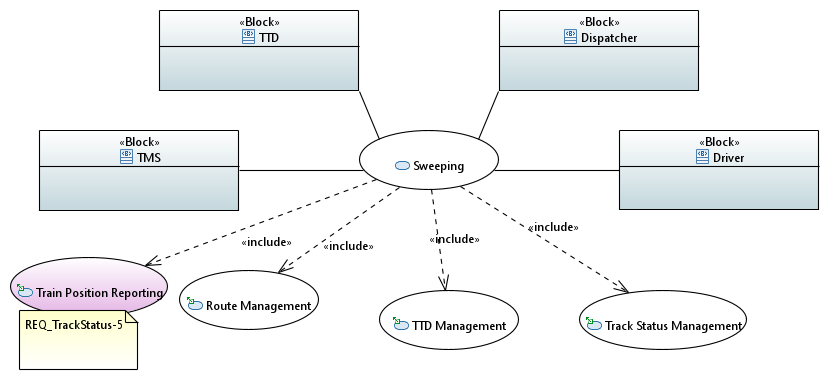 «Block»
TTD
«Block»
Dispatcher
«Block»
TMS
Sweeping
«Block»
Driver
«include»
«include»
«include»
«include»
Train Position Reporting
Route Management
TTD Management
Track Status Management
REQ_TrackStatus-5